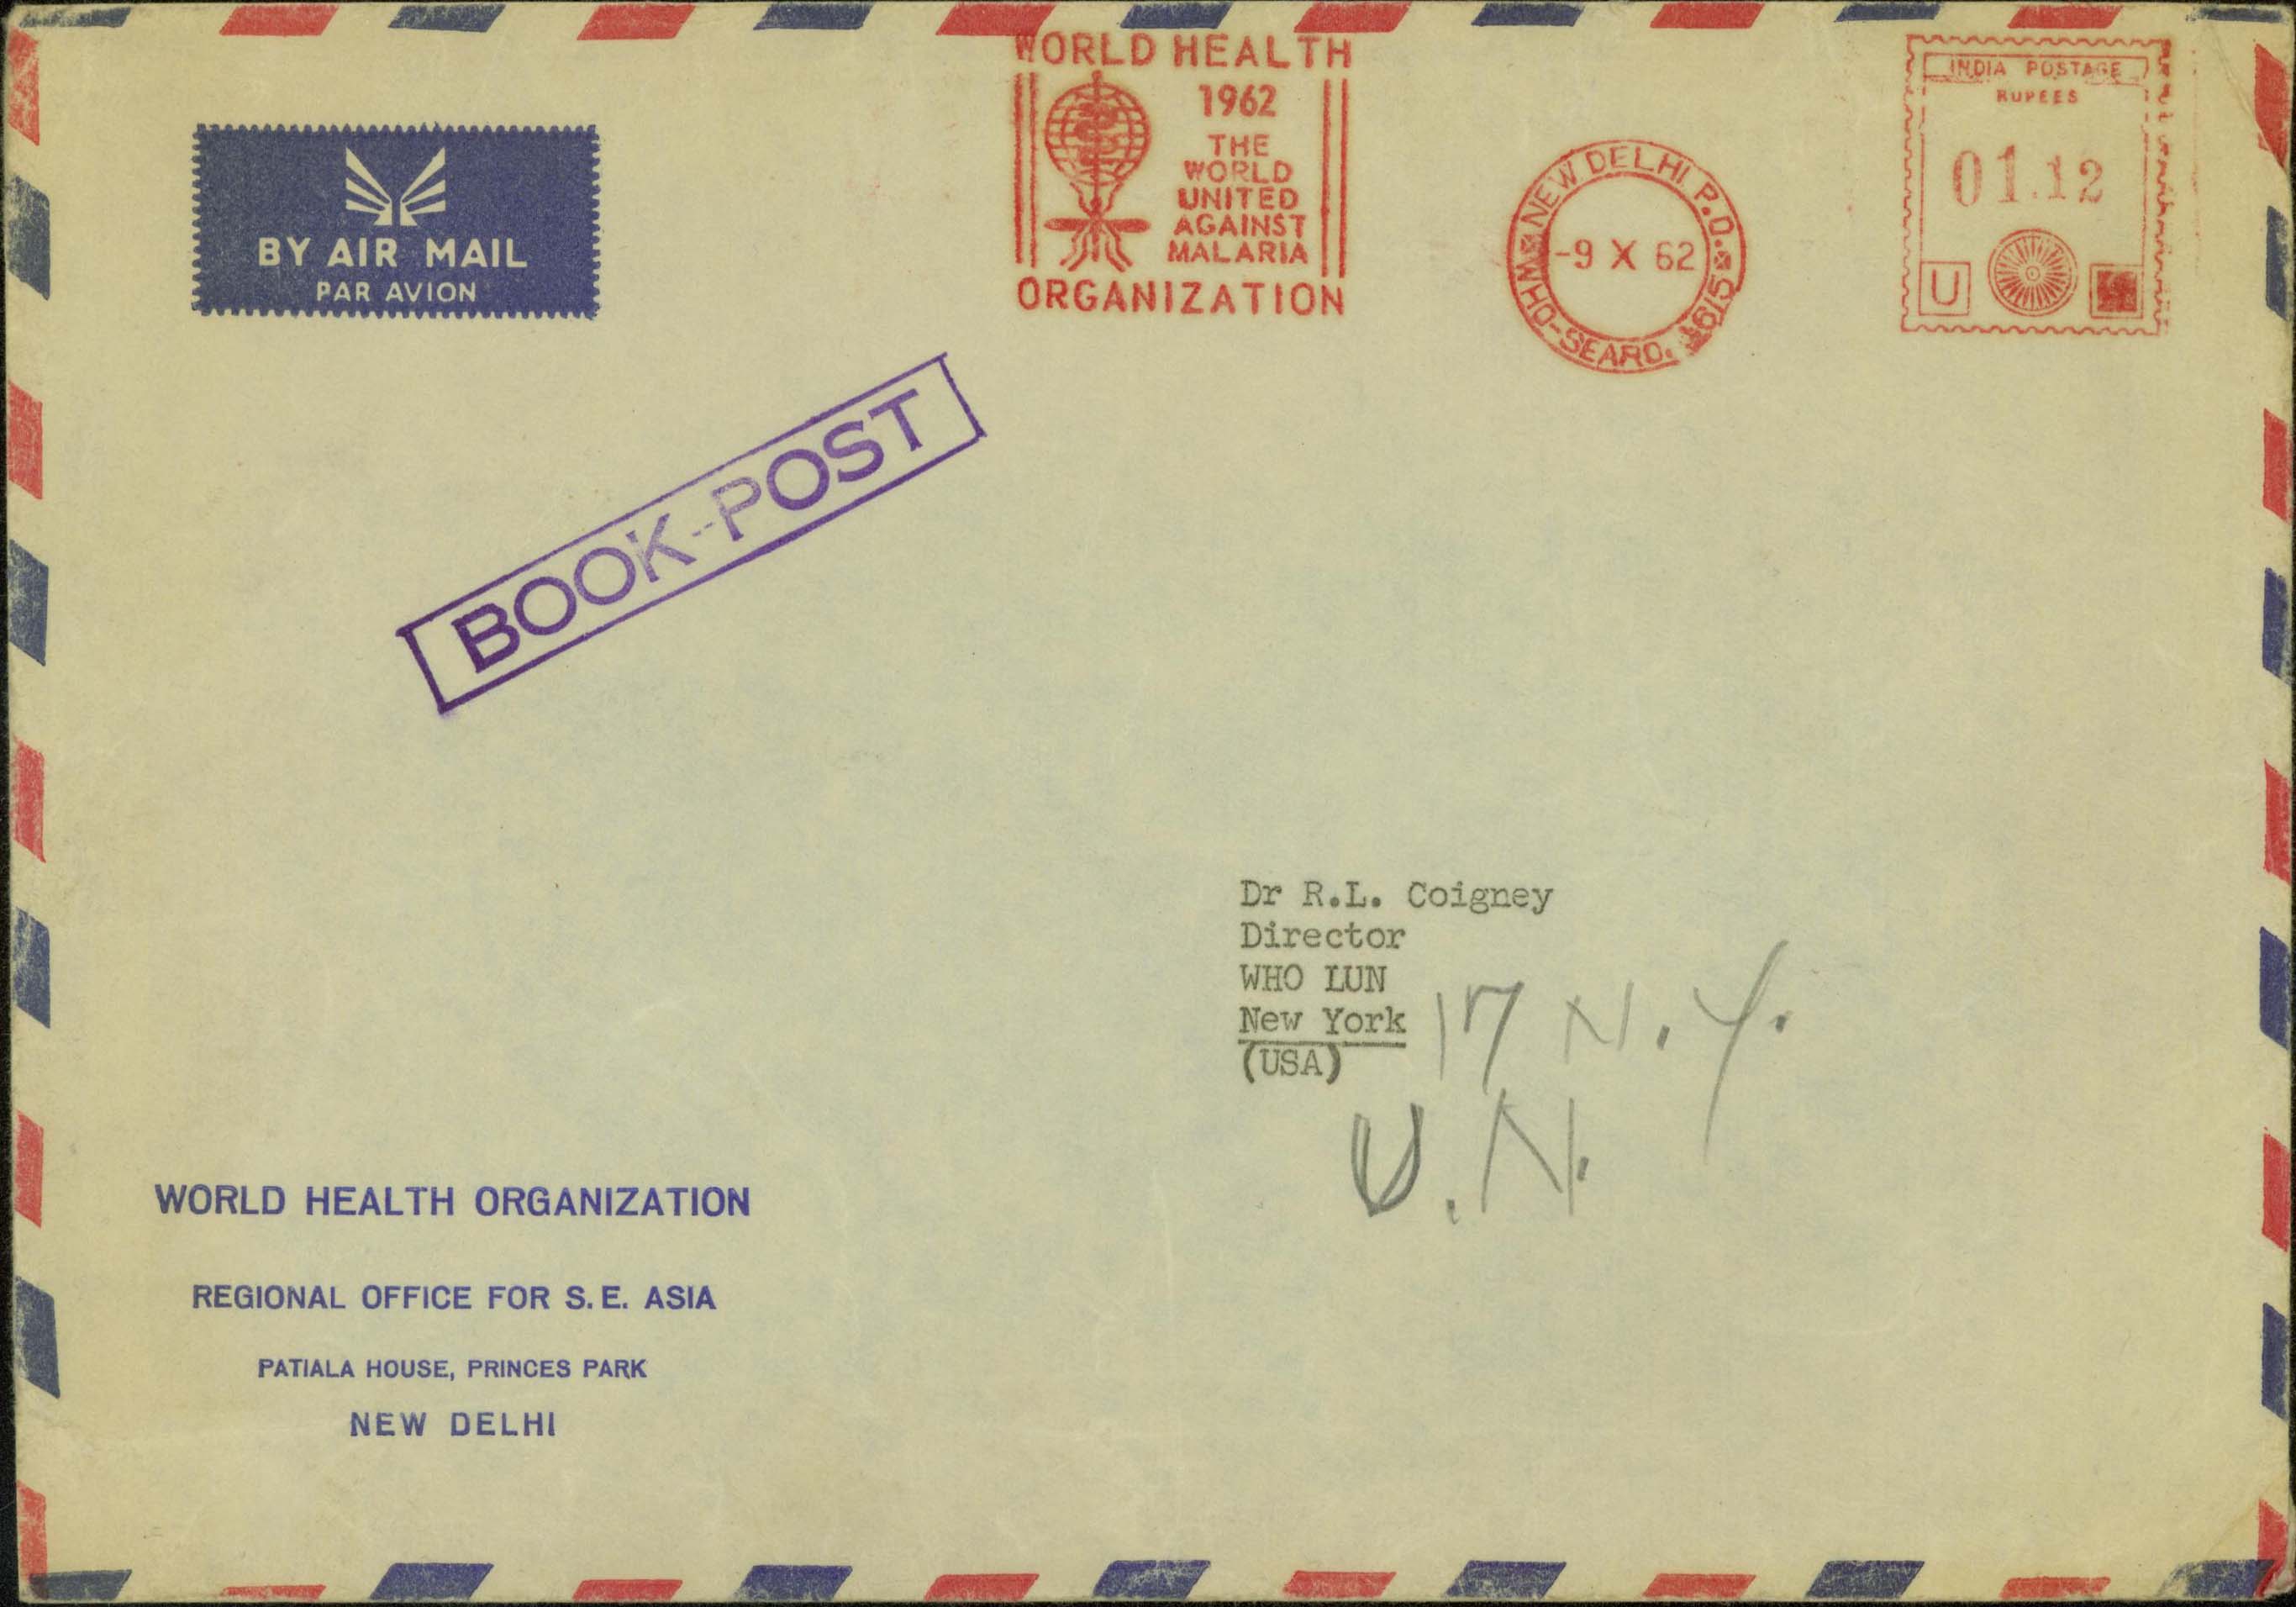 BY AIR MAIL
PAR AVION
WORLD HEALTH
1962
THE
WORLD
UNITED
AGAINST
MALARIA
ORGANIZATION
NEW DELHI P.O.
-9 X 62
WHO-SEARO.
INDIA POSTAGE
RUPEES
01.12
U
BOOK-POST
Dr R.L. Coigney
Director
WHO LUN
New York 17 N.Y.
(USA)
U.N.
WORLD HEALTH ORGANIZATION
REGIONAL OFFICE FOR S. E. ASIA
PATIALA HOUSE, PRINCES PARK
NEW DELHI